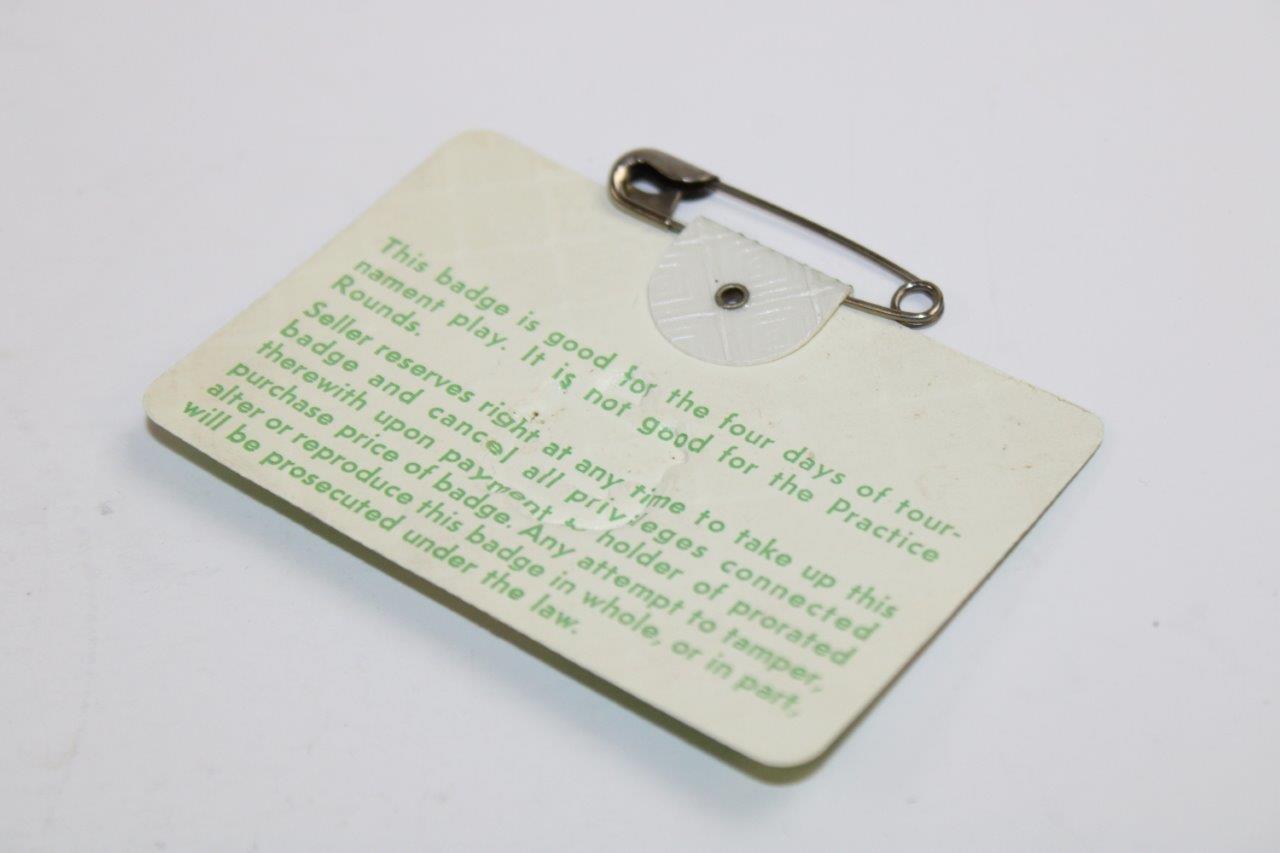 This badge is good for the four days of tour-
nament play. It is not good for the Practice
Rounds.
Seller reserves right at any time to take up this
badge and cancel all privileges connected
therewith upon payment to holder of prorated
purchase price of badge. Any attempt to tamper,
alter or reproduce this badge in whole, or in part,
will be prosecuted under the law.